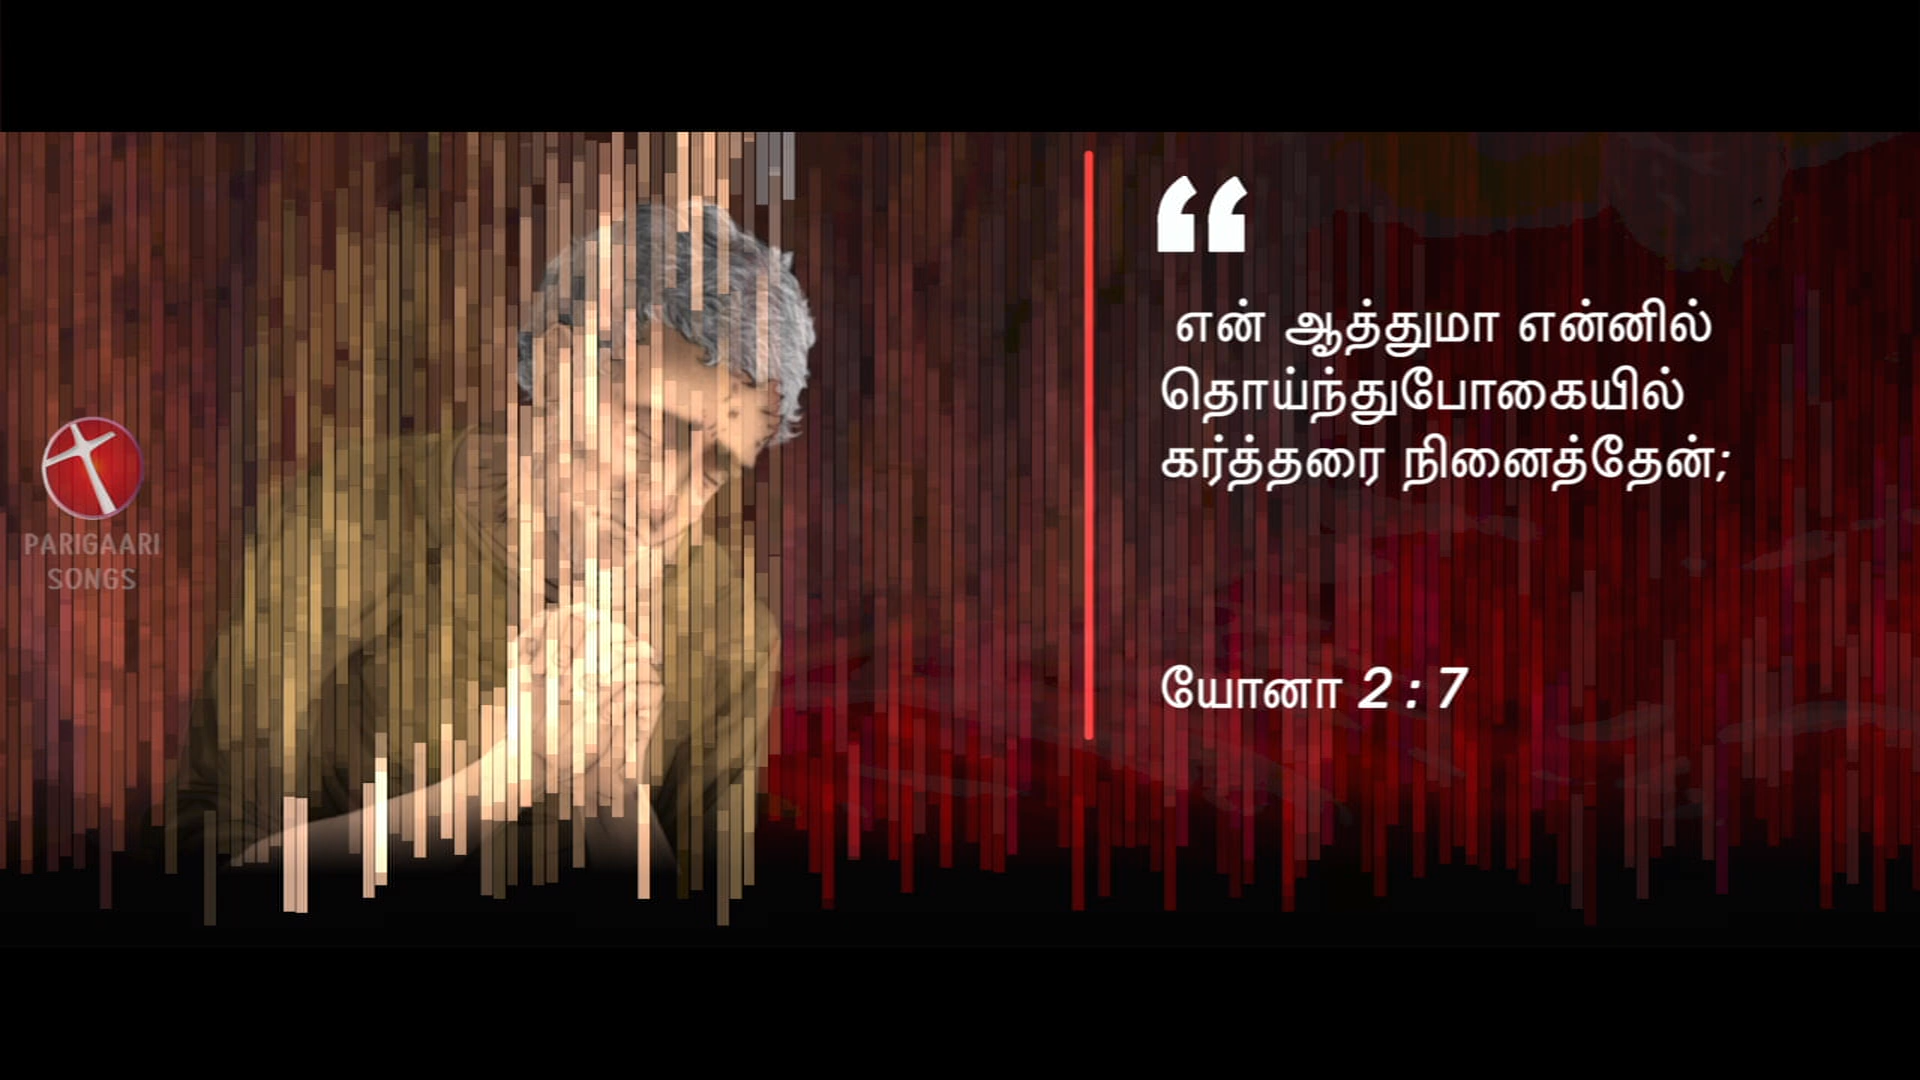 “
என் ஆத்துமா என்னில்
தொய்ந்துபோகையில்
கர்த்தரை நினைத்தேன்;
யோனா 2 : 7
PARIGAARI
SONGS